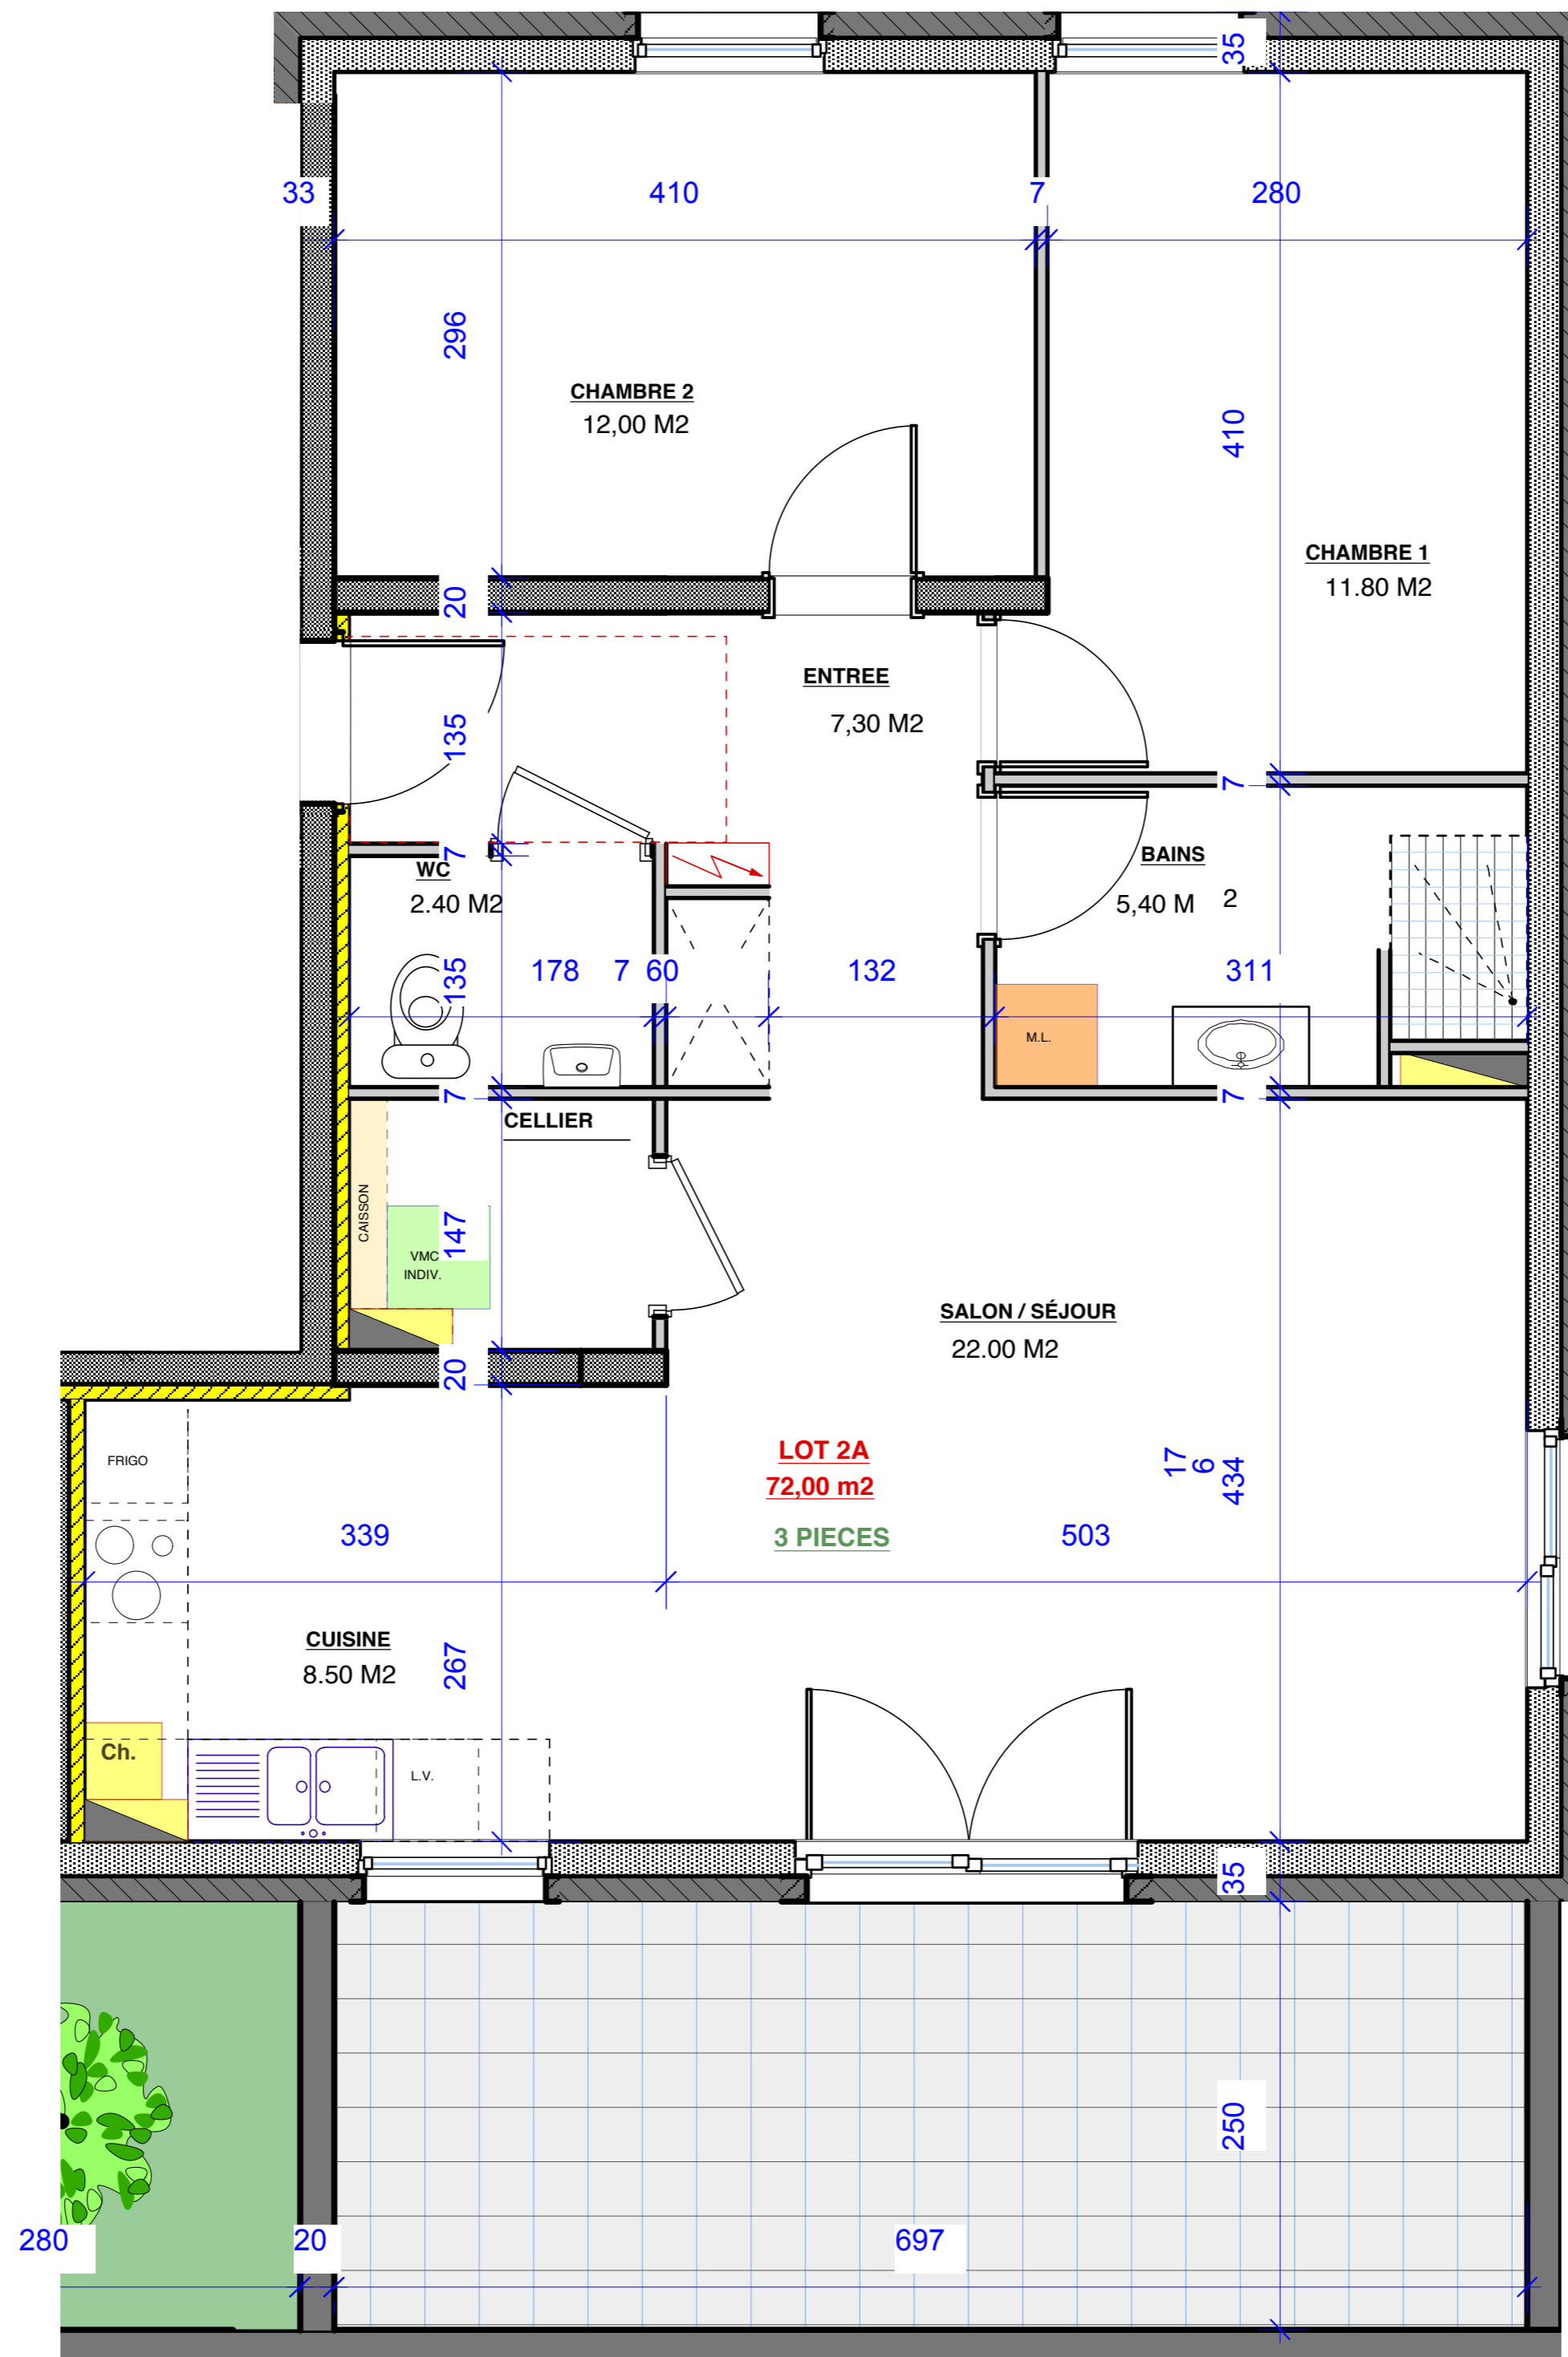 35
33
410
7
280
296
CHAMBRE 2
12,00 M2
410
CHAMBRE 1
11.80 M2
20
ENTREE
7,30 M2
135
7
7
WC
2.40 M2
BAINS
5,40 M 2
135
178
7
60
132
311
M.L.
7
7
CELLIER
CAISSON
147
VMC
INDIV.
SALON / SÉJOUR
22.00 M2
20
FRIGO
LOT 2A
72,00 m2
17
6
434
339
3 PIECES
503
CUISINE
8.50 M2
267
Ch.
L.V.
35
250
280
20
697